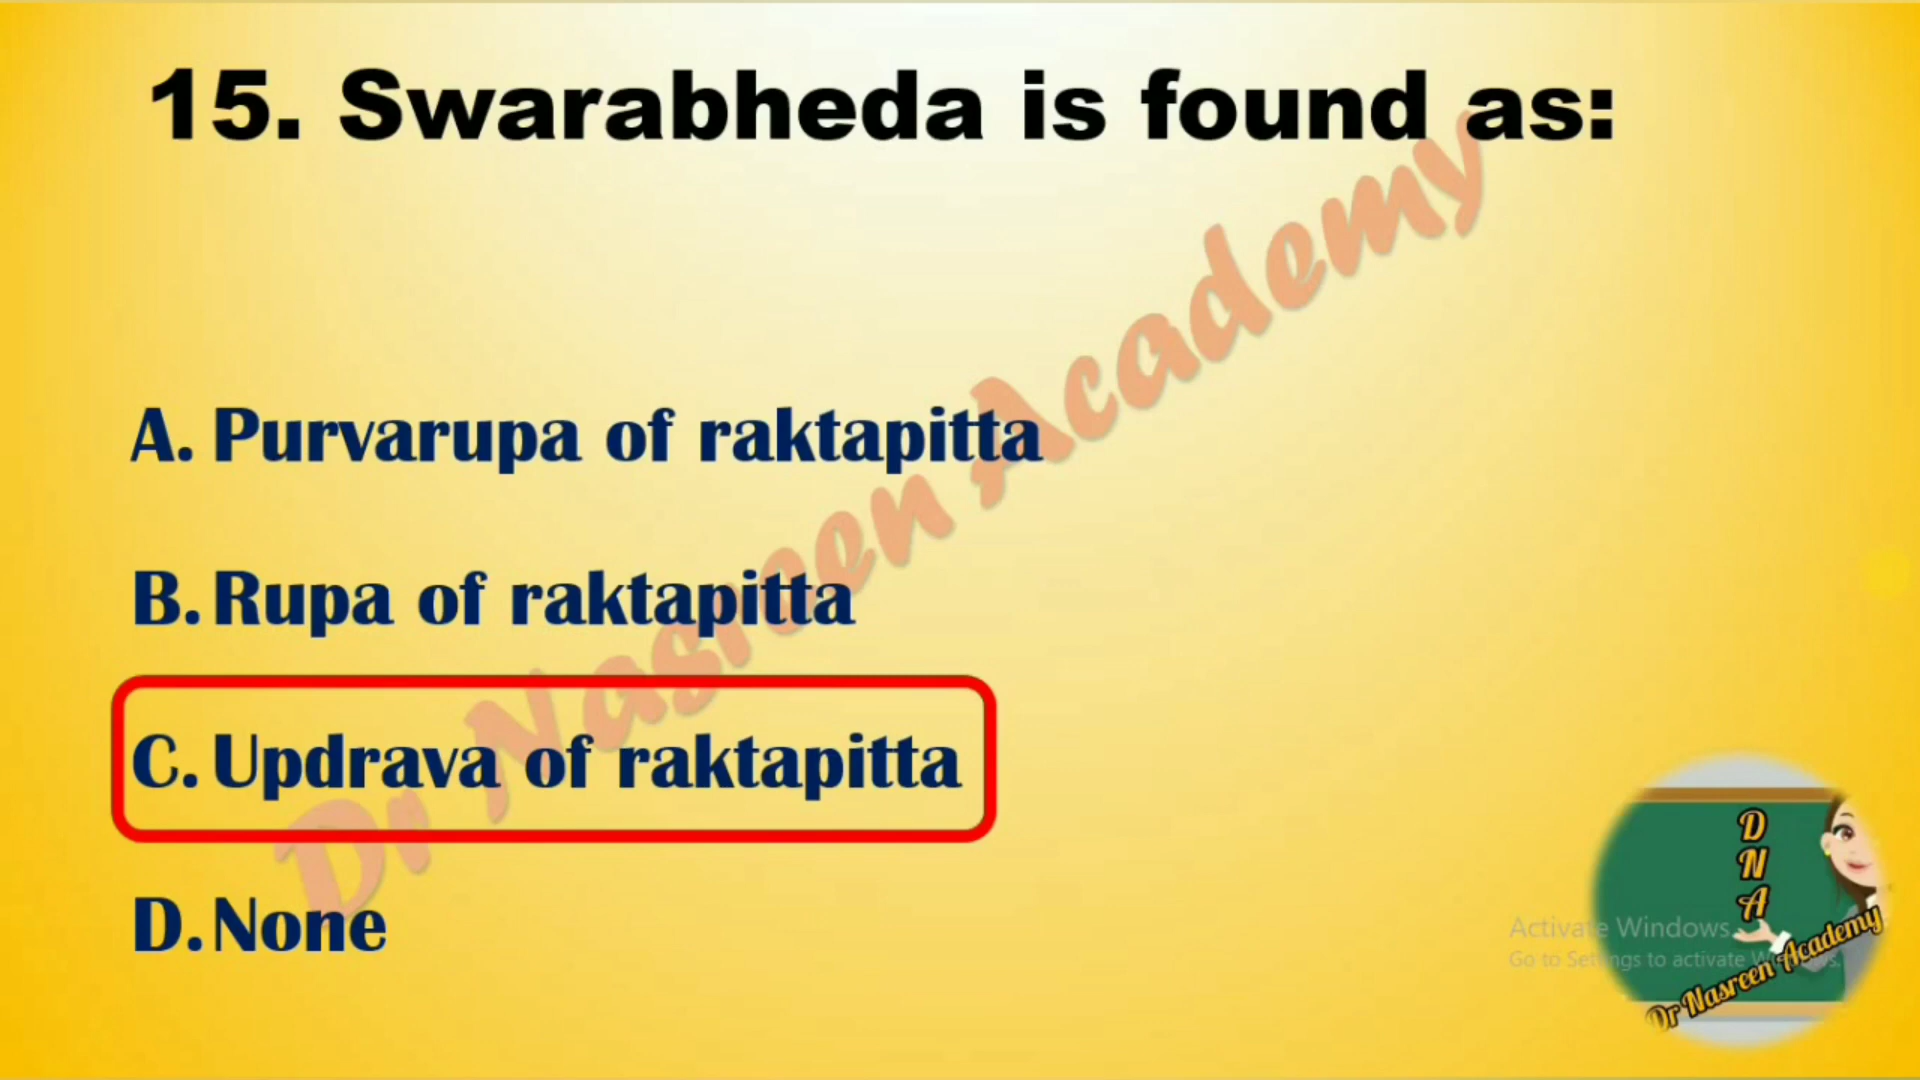 15. Swarabheda is found as:
A. Purvarupa of raktapitta
B. Rupa of raktapitta
C. Updrava of raktapitta
D. None
Dr Nasreen Academy
D
N
A
Dr Nasreen Academy
Activate Windows
Go to Settings to activate Windows.